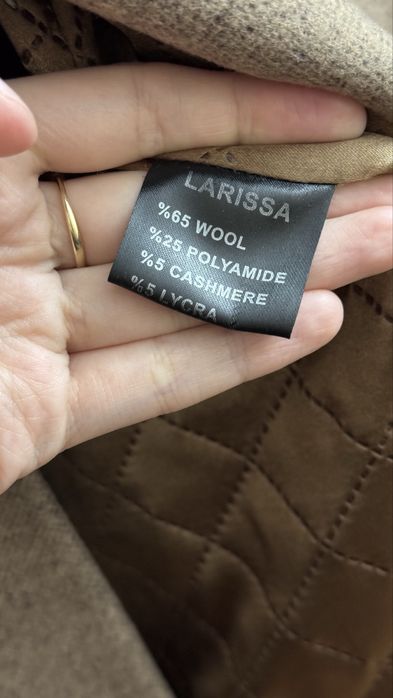 LARISSA
%65 WOOL
%25 POLYAMIDE
%5 CASHMERE
%5 LYCRA